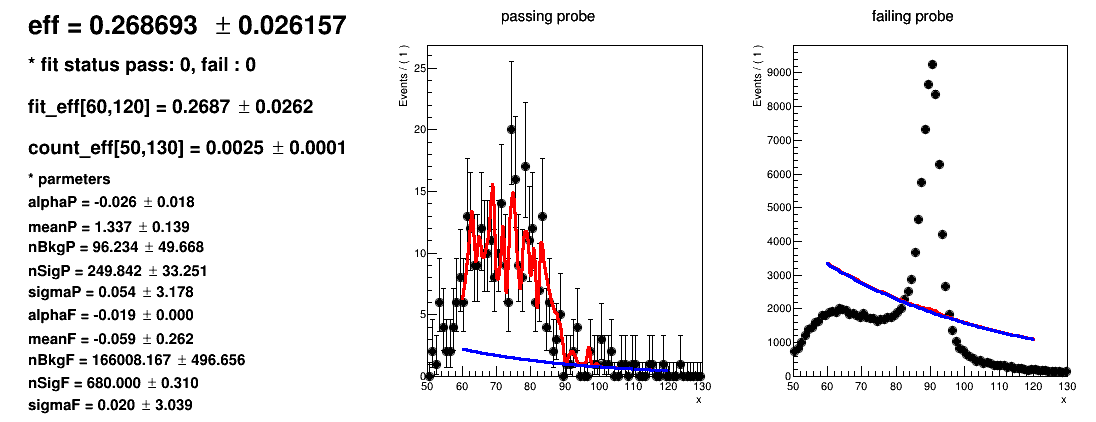 eff = 0.268693 ± 0.026157
* fit status pass: 0, fail : 0
fit_eff[60,120] = 0.2687 ± 0.0262
count_eff[50,130] = 0.0025 ± 0.0001
* parmeters
alphaP = -0.026 ± 0.018
meanP = 1.337 ± 0.139
nBkgP = 96.234 ± 49.668
nSigP = 249.842 ± 33.251
sigmaP = 0.054 ± 3.178
alphaF = -0.019 ± 0.000
meanF = -0.059 ± 0.262
nBkgF = 166008.167 ± 496.656
nSigF = 680.000 ± 0.310
sigmaF = 0.020 ± 3.039
passing probe
Events / ( 1 )
25
20
15
10
5
0
50 60 70 80 90 100 110 120 130
x
failing probe
Events / ( 1 )
9000
8000
7000
6000
5000
4000
3000
2000
1000
0
50 60 70 80 90 100 110 120 130
x